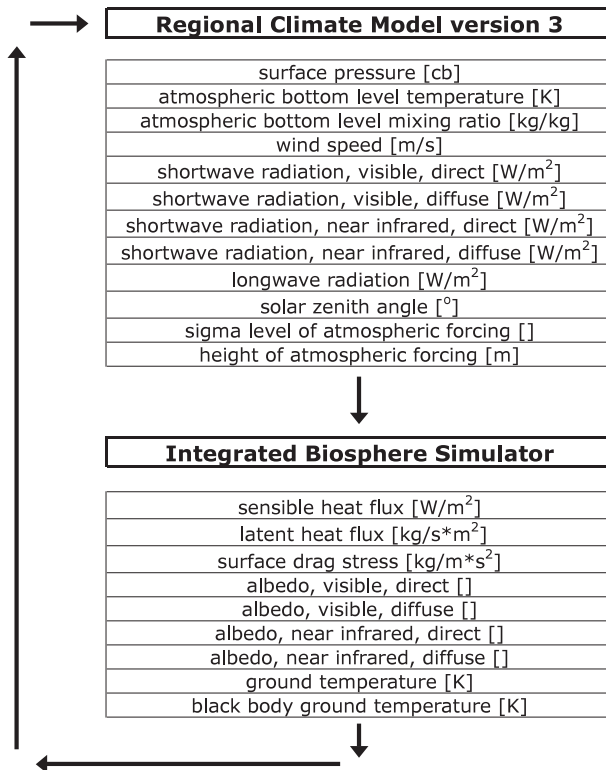 Regional Climate Model version 3
surface pressure [cb]
atmospheric bottom level temperature [K]
atmospheric bottom level mixing ratio [kg/kg]
wind speed [m/s]
shortwave radiation, visible, direct [W/m²]
shortwave radiation, visible, diffuse [W/m²]
shortwave radiation, near infrared, direct [W/m²]
shortwave radiation, near infrared, diffuse [W/m²]
longwave radiation [W/m²]
solar zenith angle [°]
sigma level of atmospheric forcing []
height of atmospheric forcing [m]
Integrated Biosphere Simulator
sensible heat flux [W/m²]
latent heat flux [kg/s*m²]
surface drag stress [kg/m*s²]
albedo, visible, direct []
albedo, visible, diffuse []
albedo, near infrared, direct []
albedo, near infrared, diffuse []
ground temperature [K]
black body ground temperature [K]